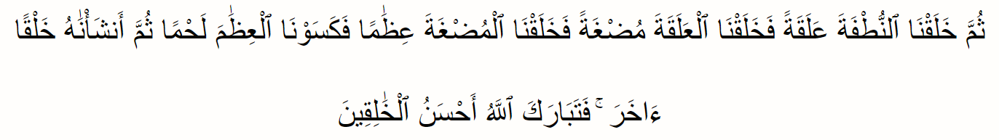 ثُمَّ خَلَقْنَا ٱلنُّطْفَةَ عَلَقَةً فَخَلَقْنَا ٱلْعَلَقَةَ مُضْغَةً فَخَلَقْنَا ٱلْمُضْغَةَ عِظَٰمًا فَكَسَوْنَا ٱلْعِظَٰمَ لَحْمًا ثُمَّ أَنشَأْنَٰهُ خَلْقًا
ءَاخَرَ ۚ فَتَبَارَكَ ٱللَّهُ أَحْسَنُ ٱلْخَٰلِقِينَ